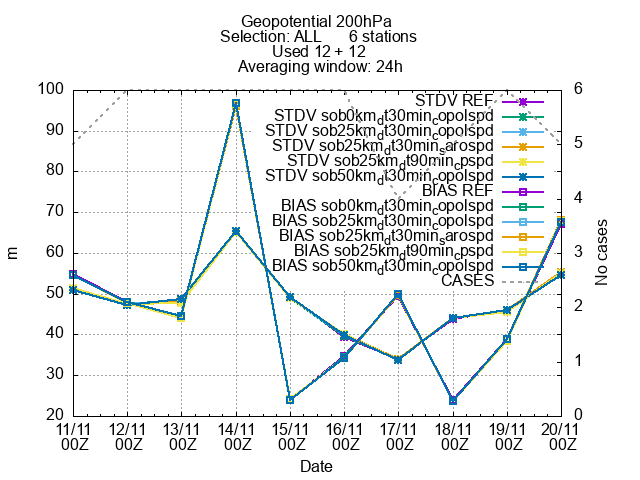 Geopotential 200hPa
Selection: ALL 6 stations
Used 12 + 12
Averaging window: 24h
STDV REF
STDV sob0km_dt30min_copolspd
STDV sob25km_dt30min_copolspd
STDV sob25km_dt30min_sarospd
STDV sob25km_dt90min_cpspd
STDV sob50km_dt30min_copolspd
BIAS REF
BIAS sob0km_dt30min_copolspd
BIAS sob25km_dt30min_copolspd
BIAS sob25km_dt30min_sarospd
BIAS sob25km_dt90min_cpspd
BIAS sob50km_dt30min_copolspd
CASES
m
100
90
80
70
60
50
40
30
20
6
5
4
3
2
1
0
No cases
11/11 12/11 13/11 14/11 15/11 16/11 17/11 18/11 19/11 20/11
00Z 00Z 00Z 00Z 00Z 00Z 00Z 00Z 00Z 00Z
Date